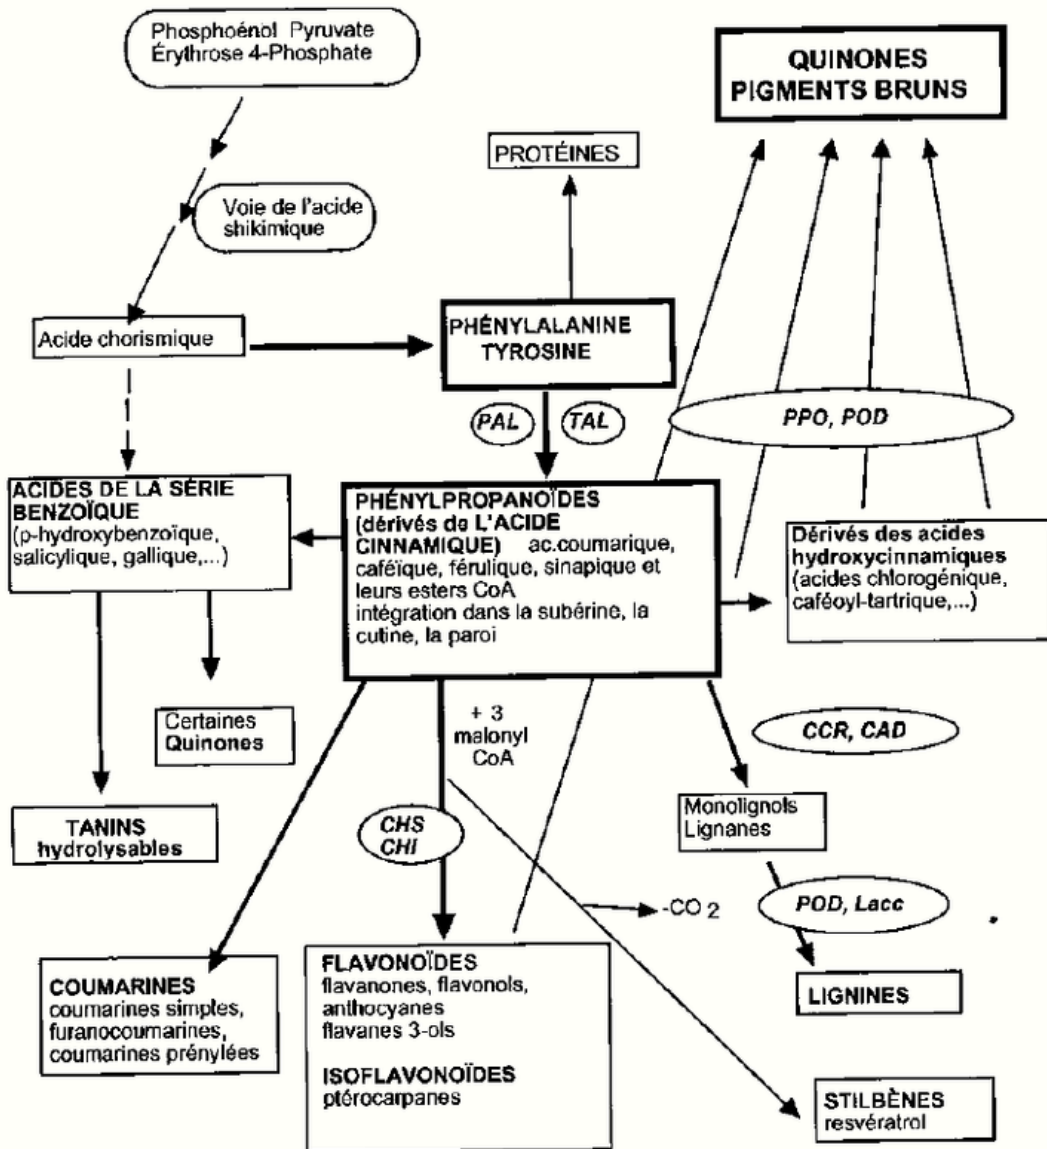 Phosphoénol Pyruvate
Érythrose 4-Phosphate
QUINONES
PIGMENTS BRUNS
PROTÉINES
Voie de l'acide
shikimique
Acide chorismique
PHÉNYLALANINE
TYROSINE
PAL
TAL
PPO, POD
ACIDES DE LA SÉRIE
BENZOÏQUE
(p-hydroxybenzoïque,
salicylique, gallique,...)
PHÉNYLPROPANOÏDES
(dérivés de L'ACIDE
CINNAMIQUE) ac.coumarique,
caféïque, férulique, sinapique et
leurs esters CoA
intégration dans la subérine, la
cutine, la paroi
Dérivés des acides
hydroxycinnamiques
(acides chlorogénique,
caféoyl-tartrique,...)
Certaines
Quinones
+ 3
malonyl
CoA
CCR, CAD
TANINS
hydrolysables
CHS
CHI
Monolignols
Lignanes
-CO 2
POD, Lacc
COUMARINES
coumarines simples,
furanocoumarines,
coumarines prénylées
FLAVONOÏDES
flavanones, flavonols,
anthocyanes
flavanes 3-ols
ISOFLAVONOÏDES
ptérocarpanes
LIGNINES
STILBÈNES
resvératrol